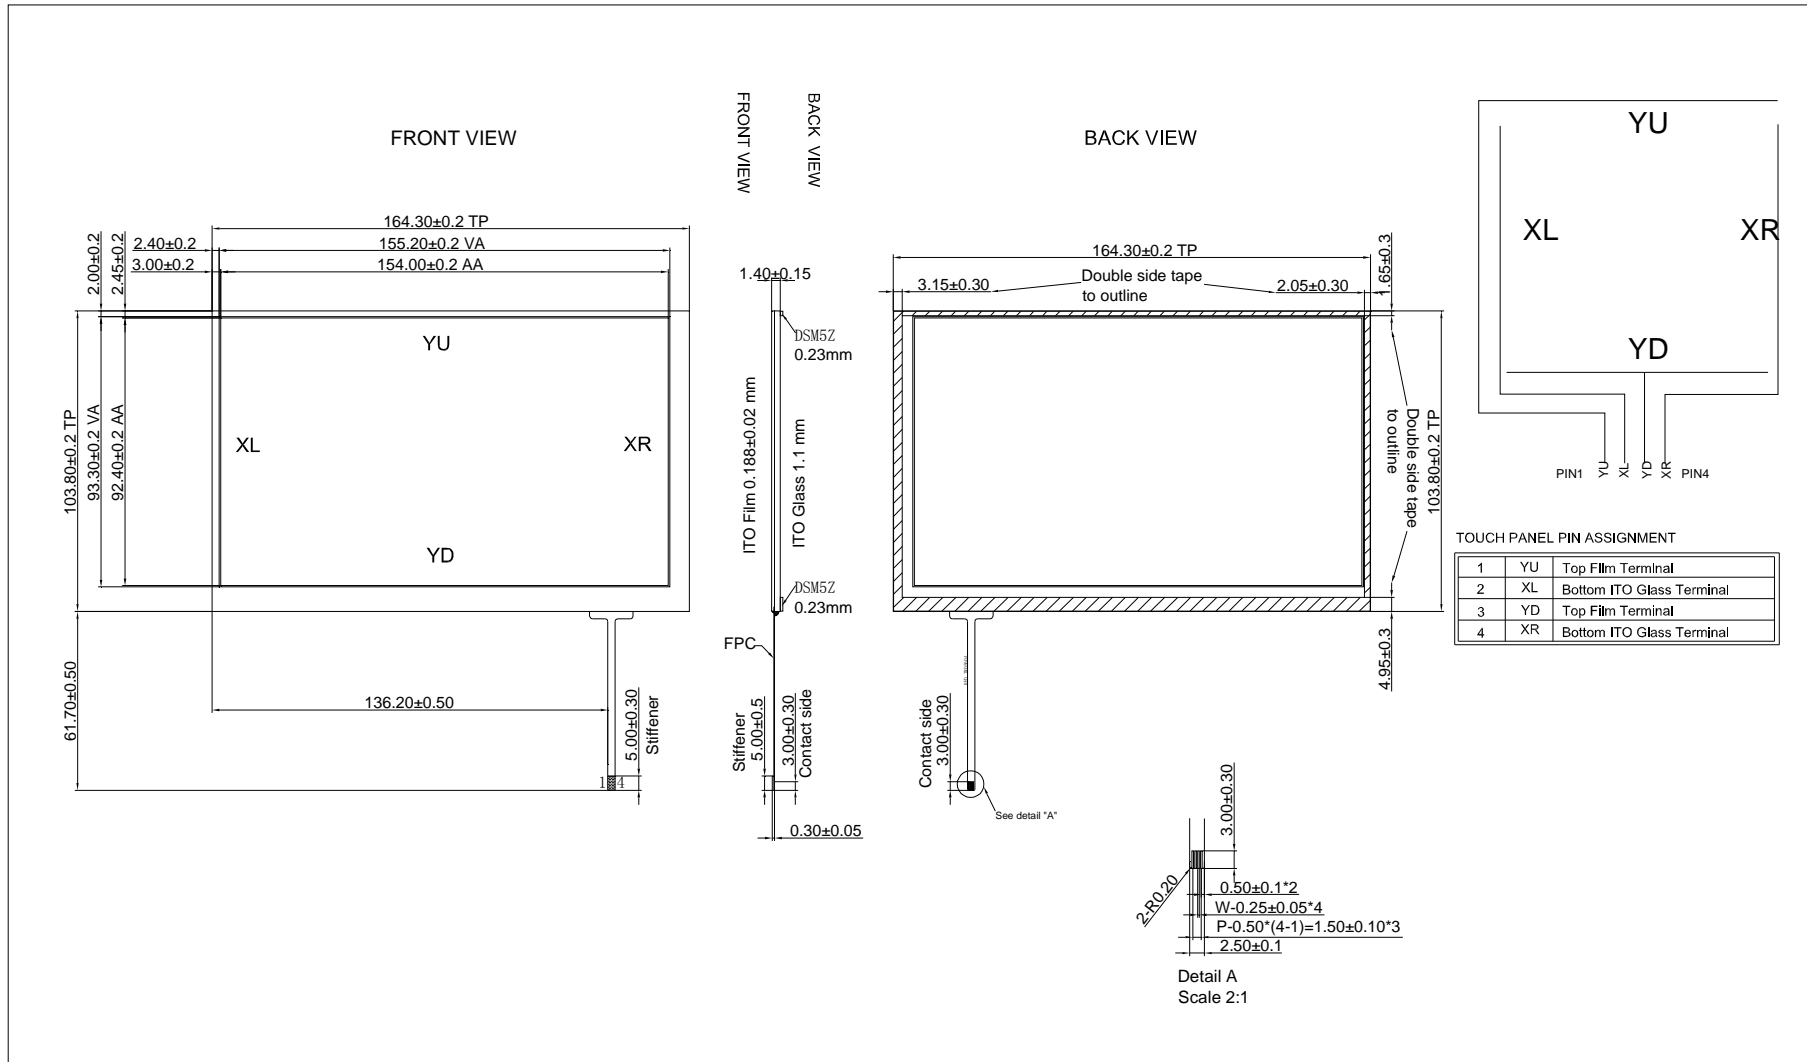 FRONT VIEW
164.30±0.2 TP
2.40±0.2
155.20±0.2 VA
3.00±0.2
154.00±0.2 AA
2.00±0.2
2.45±0.2
103.80±0.2 TP
93.30±0.2 VA
92.40±0.2 AA
YU
XL
XR
YD
61.70±0.50
136.20±0.50
5.00±0.30
Stiffener
1
4
FRONT VIEW
BACK VIEW
1.40±0.15
DSM5Z
0.23mm
ITO Film 0.188±0.02 mm
ITO Glass 1.1 mm
DSM5Z
0.23mm
FPC
Stiffener
5.00±0.5
3.00±0.30
Contact side
0.30±0.05
BACK VIEW
164.30±0.2 TP
3.15±0.30
Double side tape
to outline
2.05±0.30
1.65±0.3
Double side tape
to outline
103.80±0.2 TP
4.95±0.3
Contact side
3.00±0.30
See detail "A"
3.00±0.30
2-R0.20
0.50±0.1*2
W-0.25±0.05*4
P-0.50*(4-1)=1.50±0.10*3
2.50±0.1
Detail A
Scale 2:1
YU
XL
XR
YD
PIN1 YU XL YD XR PIN4
TOUCH PANEL PIN ASSIGNMENT
1 YU Top Film Terminal
2 XL Bottom ITO Glass Terminal
3 YD Top Film Terminal
4 XR Bottom ITO Glass Terminal